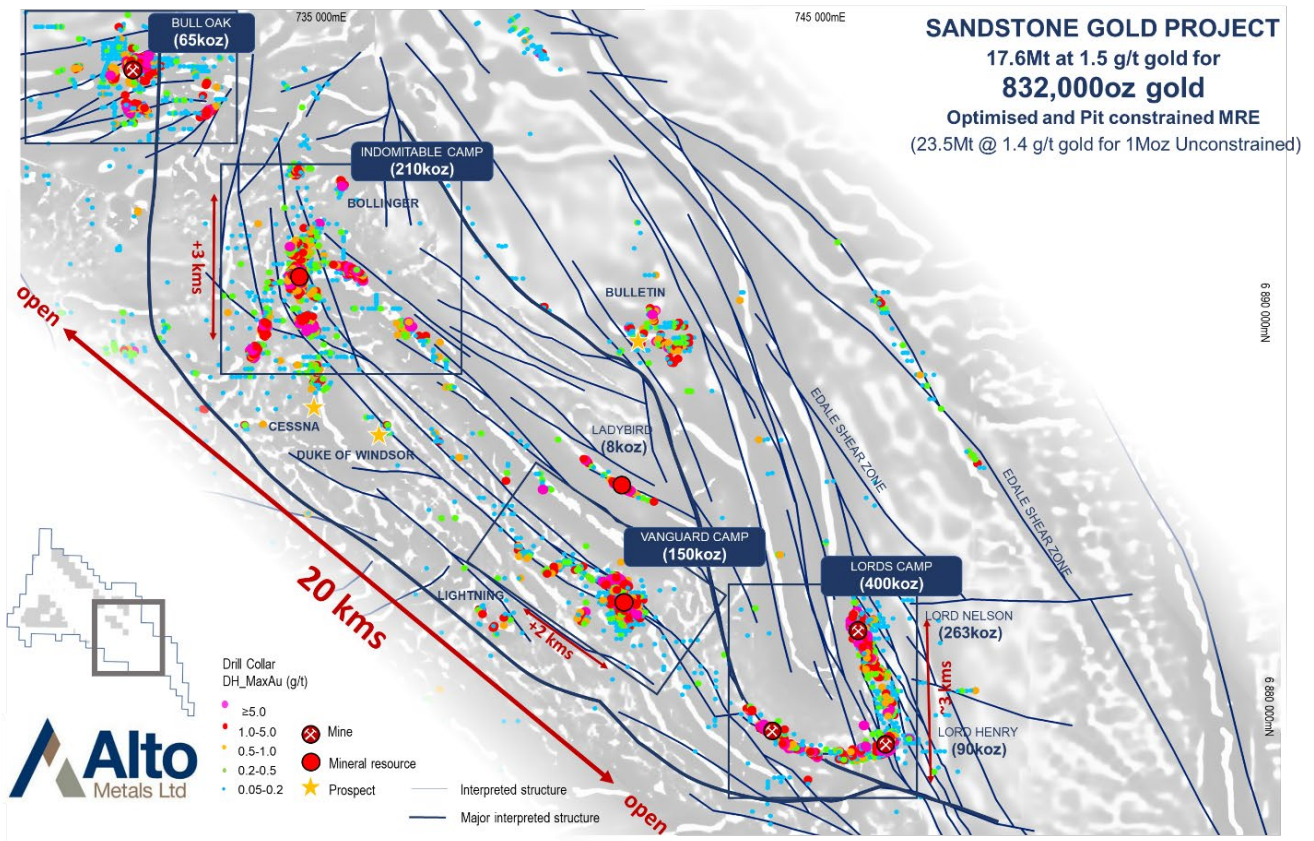 735 000mE
745 000mE
SANDSTONE GOLD PROJECT
17.6Mt at 1.5 g/t gold for
832,000oz gold
Optimised and Pit constrained MRE
(23.5Mt @ 1.4 g/t gold for 1Moz Unconstrained)
BULL OAK
(65koz)
INDOMITABLE CAMP
(210koz)
BOLLINGER
+3 kms
open
BULLETIN
6 890 000mN
CESSNA
DUKE OF WINDSOR
LADYBIRD
(8koz)
EDALE SHEAR ZONE
EDALE SHEAR ZONE
VANGUARD CAMP
(150koz)
LORDS CAMP
(400koz)
LIGHTNING
+2 kms
20 kms
LORD NELSON
(263koz)
~3 kms
LORD HENRY
(90koz)
6 880 000mN
open
Drill Collar
DH_MaxAu (g/t)
≥5.0
1.0-5.0
0.5-1.0
0.2-0.5
0.05-0.2
Mine
Mineral resource
Prospect
Interpreted structure
Major interpreted structure
Alto
Metals Ltd